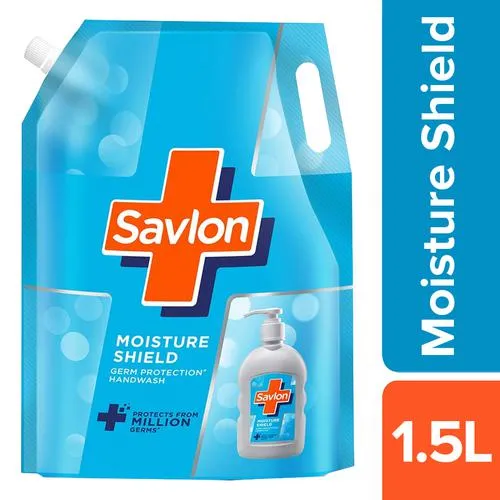 Savlon
MOISTURE
SHIELD
GERM PROTECTION*
HANDWASH
PROTECTS FROM
MILLION
GERMS*
Savlon
MOISTURE
SHIELD
Moisture Shield
1.5L